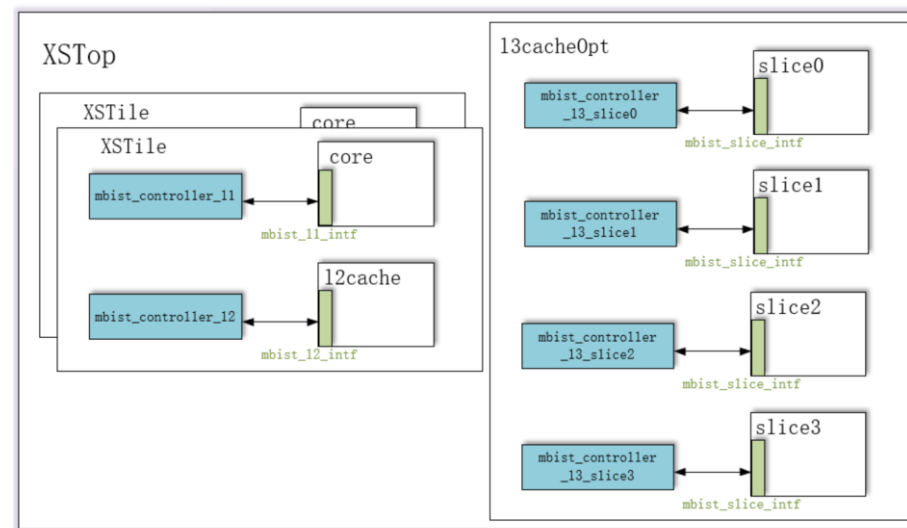 XSTop
XSTile
core
XSTile
core
mbist_controller_l1
mbist_l1_intf
l2cache
mbist_controller_l2
mbist_l2_intf
l3cacheOpt
slice0
mbist_controller
_l3_slice0
mbist_slice_intf
slice1
mbist_controller
_l3_slice1
mbist_slice_intf
slice2
mbist_controller
_l3_slice2
mbist_slice_intf
slice3
mbist_controller
_l3_slice3
mbist_slice_intf